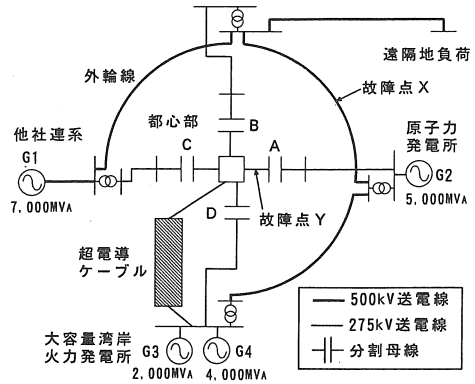 遠隔地負荷
外輪線
故障点X
他社連系
都心部
B
原子力
発電所
G1
C
A
G2
7,000MVA
D
故障点Y
5,000MVA
超電導
ケーブル
500kV送電線
275kV送電線
分割母線
大容量湾岸
火力発電所
G3
G4
2,000MVA
4,000MVA